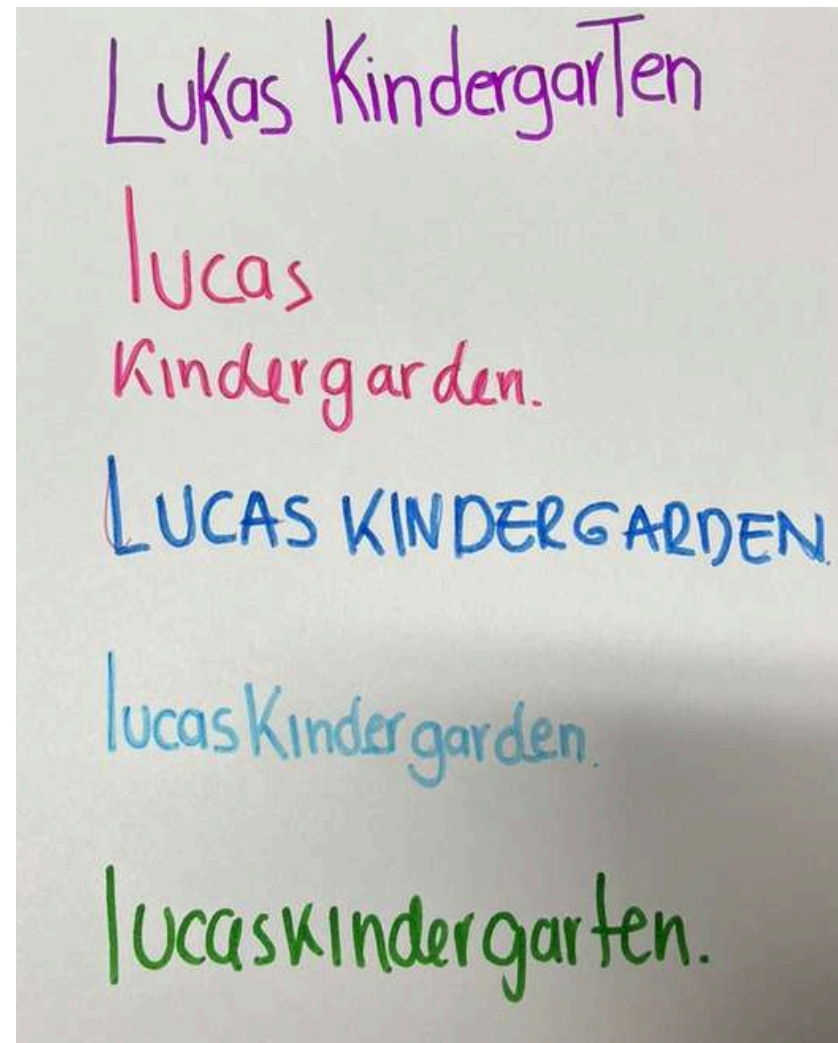 Lukas Kindergarten
lucas
Kindergarden.
LUCAS KINDERGARDEN.
lucasKindergarden.
lucaskindergarten.